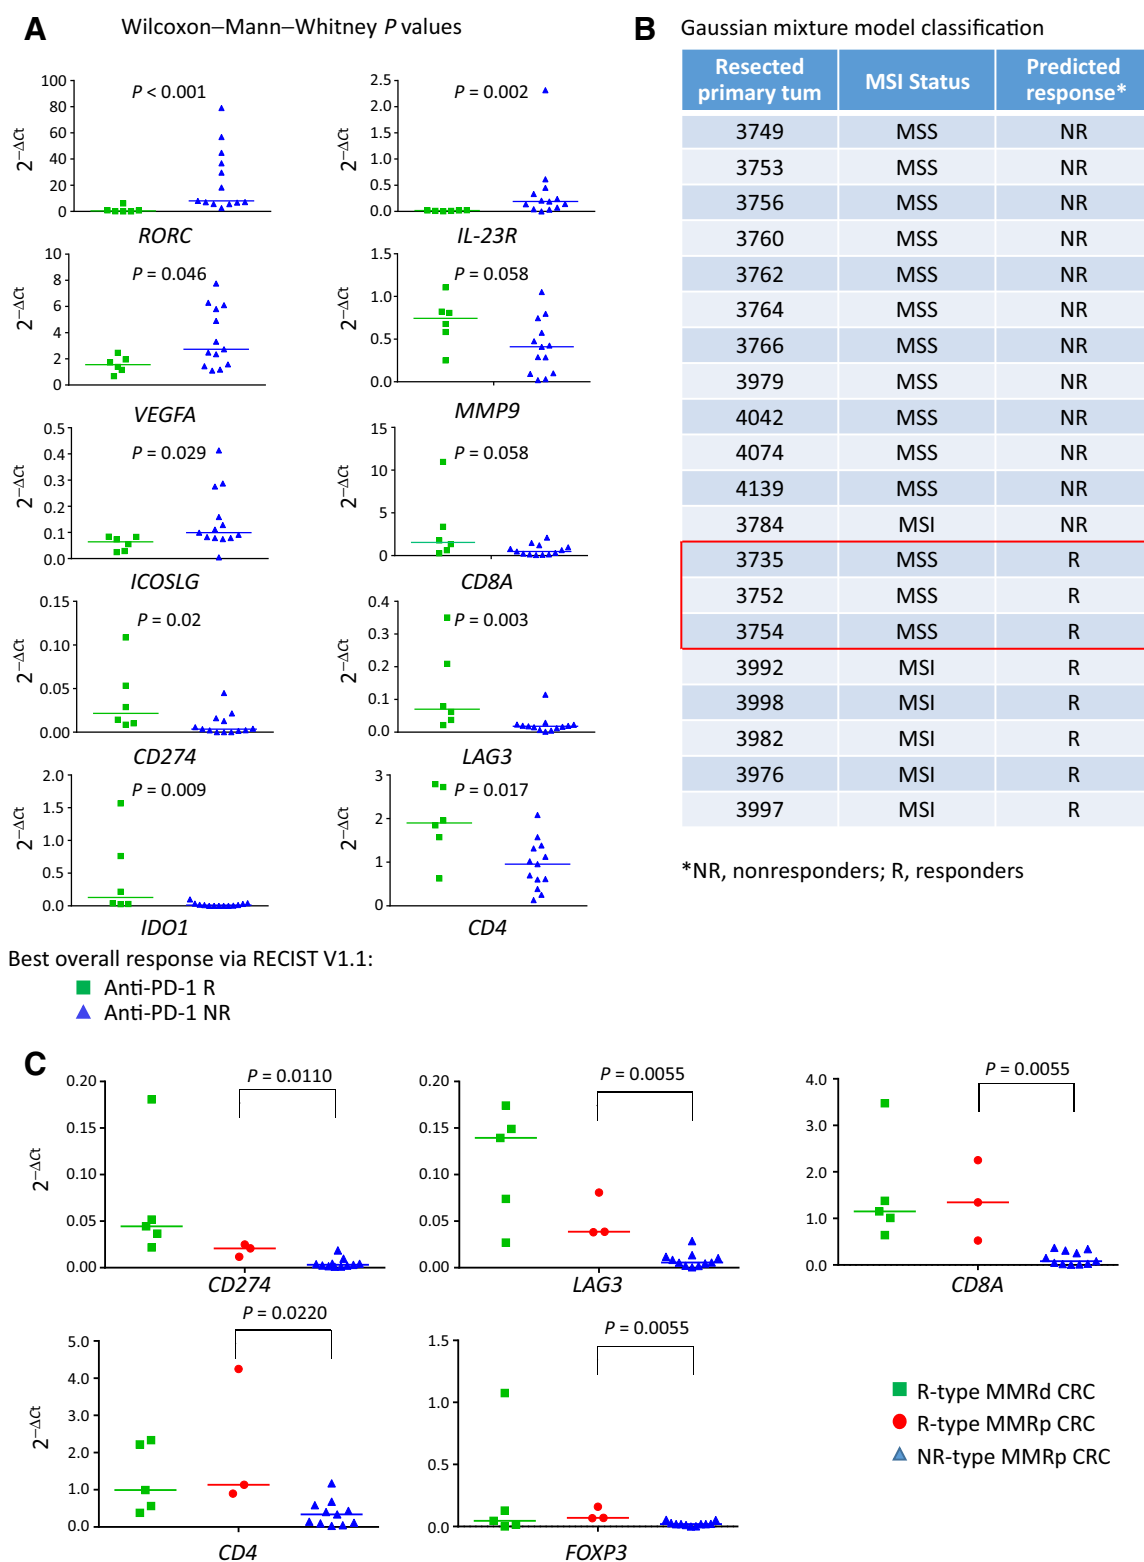 A
Wilcoxon–Mann–Whitney P values
100
80
60
40
20
0
2−ΔCt
P < 0.001
RORC
2.5
2.0
1.5
1.0
0.5
0.0
2−ΔCt
P = 0.002
IL-23R
10
8
6
4
2
0
2−ΔCt
P = 0.046
VEGFA
1.5
1.0
0.5
0.0
2−ΔCt
P = 0.058
MMP9
0.5
0.4
0.3
0.2
0.1
0.0
2−ΔCt
P = 0.029
ICOSLG
15
10
5
0
2−ΔCt
P = 0.058
CD8A
0.15
0.10
0.05
0.00
2−ΔCt
P = 0.02
CD274
0.4
0.3
0.2
0.1
0.0
2−ΔCt
P = 0.003
LAG3
2.0
1.5
1.0
0.5
0.0
2−ΔCt
P = 0.009
IDO1
3
2
1
0
2−ΔCt
P = 0.017
CD4
Best overall response via RECIST V1.1:
Anti-PD-1 R
Anti-PD-1 NR
B
Gaussian mixture model classification
Resected primary tum MSI Status Predicted response*
3749 MSS NR
3753 MSS NR
3756 MSS NR
3760 MSS NR
3762 MSS NR
3764 MSS NR
3766 MSS NR
3979 MSS NR
4042 MSS NR
4074 MSS NR
4139 MSS NR
3784 MSI NR
3735 MSS R
3752 MSS R
3754 MSS R
3992 MSI R
3998 MSI R
3982 MSI R
3976 MSI R
3997 MSI R
*NR, nonresponders; R, responders
C
0.20
0.15
0.10
0.05
0.00
2−ΔCt
P = 0.0110
CD274
0.20
0.15
0.10
0.05
0.00
P = 0.0055
LAG3
4.0
3.0
2.0
1.0
0.0
P = 0.0055
CD8A
5.0
4.0
3.0
2.0
1.0
0.0
2−ΔCt
P = 0.0220
CD4
1.5
1.0
0.5
0.0
P = 0.0055
FOXP3
R-type MMRd CRC
R-type MMRp CRC
NR-type MMRp CRC